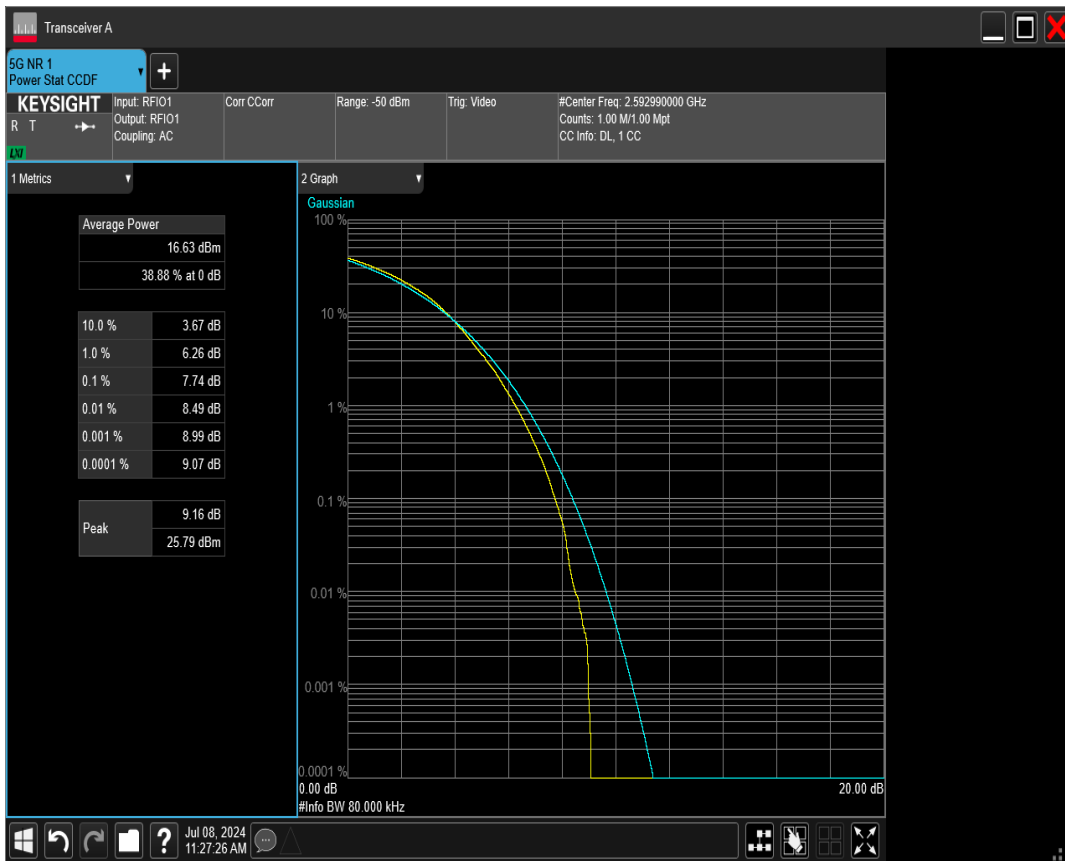 Transceiver A
5G NR 1
Power Stat CCDF
KEYSIGHT
R T
LXI
Input: RFIO1
Output: RFIO1
Coupling: AC
Corr CCorr
Range: -50 dBm
Trig: Video
#Center Freq: 2.592990000 GHz
Counts: 1.00 M/1.00 Mpt
CC Info: DL, 1 CC
1 Metrics
Average Power
16.63 dBm
38.88 % at 0 dB
10.0 % 3.67 dB
1.0 % 6.26 dB
0.1 % 7.74 dB
0.01 % 8.49 dB
0.001 % 8.99 dB
0.0001 % 9.07 dB
Peak
9.16 dB
25.79 dBm
2 Graph
Gaussian
100 %
10 %
1 %
0.1 %
0.01 %
0.001 %
0.0001 %
0.00 dB 20.00 dB
#Info BW 80.000 kHz
Jul 08, 2024
11:27:26 AM